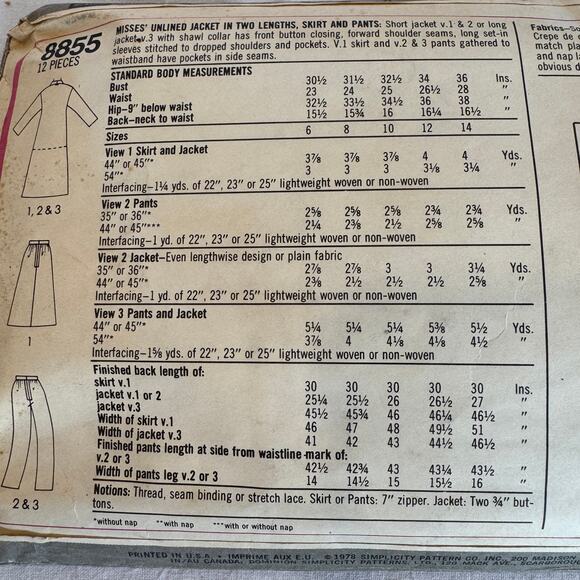 8855
12 PIECES
MISSES' UNLINED JACKET IN TWO LENGTHS, SKIRT AND PANTS: Short jacket v.1 & 2 or long
jacket v.3 with shawl collar has front button closing, forward shoulder seams, long set-in
sleeves stitched to dropped shoulders and pockets. V.1 skirt and v.2 & 3 pants gathered to
waistband have pockets in side seams.
STANDARD BODY MEASUREMENTS
Bust 30½ 31½ 32½ 34 36 Ins.
Waist 23 24 25 26½ 28 "
Hip–9" below waist 32½ 33½ 34½ 36 38 "
Back–neck to waist 15½ 15¾ 16 16¼ 16½ "
Sizes 6 8 10 12 14
View 1 Skirt and Jacket
44" or 45"* 3⅞ 3⅞ 3⅞ 4 4 Yds.
54"* 3 3 3 3⅛ 3¼ "
Interfacing–1¼ yds. of 22", 23" or 25" lightweight woven or non-woven
View 2 Pants
35" or 36"* 2⅝ 2⅝ 2⅝ 2¾ 2¾ Yds.
44" or 45"*** 2¼ 2⅜ 2½ 2⅝ 2⅝ "
Interfacing–1 yd. of 22", 23" or 25" lightweight woven or non-woven
View 2 Jacket–Even lengthwise design or plain fabric
35" or 36"* 2⅞ 2⅞ 3 3 3¼ Yds.
44" or 45"* 2⅜ 2½ 2½ 2½ 2⅝ "
Interfacing–1 yd. of 22", 23" or 25" lightweight woven or non-woven
View 3 Pants and Jacket
44" or 45"* 5¼ 5¼ 5¼ 5⅜ 5½ Yds.
54"* 3⅞ 4 4⅛ 4⅛ 4½ "
Interfacing–1⅝ yds. of 22", 23" or 25" lightweight woven or non-woven
Finished back length of:
skirt v.1 30 30 30 30 30 Ins.
jacket v.1 or 2 25¼ 25½ 26 26½ 27 "
jacket v.3 45½ 45¾ 46 46¼ 46½ "
Width of skirt v.1 46 47 48 49½ 51 "
Width of jacket v.3 41 42 43 44½ 46½ "
Finished pants length at side from waistline-mark of:
v.2 or 3 42½ 42¾ 43 43¼ 43½ "
Width of pants leg v.2 or 3 14 14½ 15 15½ 16 "
Notions: Thread, seam binding or stretch lace. Skirt or Pants: 7" zipper. Jacket: Two ¾" but-
tons.
*without nap **with nap ***with or without nap
1, 2 & 3
1
2 & 3
Fabrics–So
Crepe de c
match pla
and nap la
obvious d
PRINTED IN U.S.A. • IMPRIME AUX E.U. © 1978 SIMPLICITY PATTERN CO. INC., 200 MADISON
IN/AU CANADA, DOMINION SIMPLICITY PATTERNS, LTD., 120 MACK AVE., SCARBOROUG